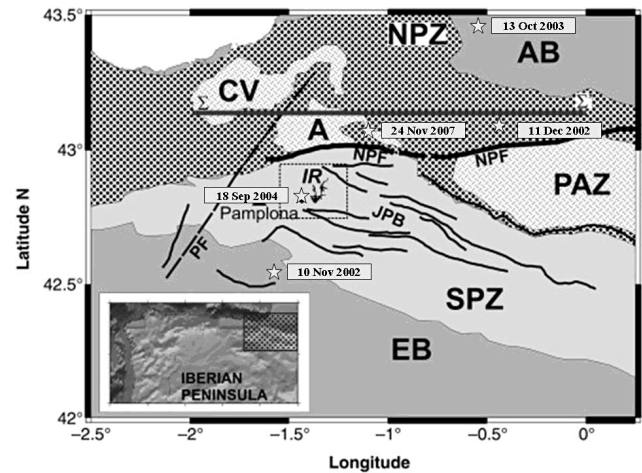 43.5°
13 Oct 2003
NPZ
AB
CV
Σ
Σ'
A
24 Nov 2007
11 Dec 2002
43°
NPF
NPF
IR
PAZ
18 Sep 2004
Pamplona
JPB
PF
10 Nov 2002
42.5°
SPZ
EB
IBERIAN
PENINSULA
42°
−2.5° −2° −1.5° −1° −0.5° 0°
Longitude
Latitude N